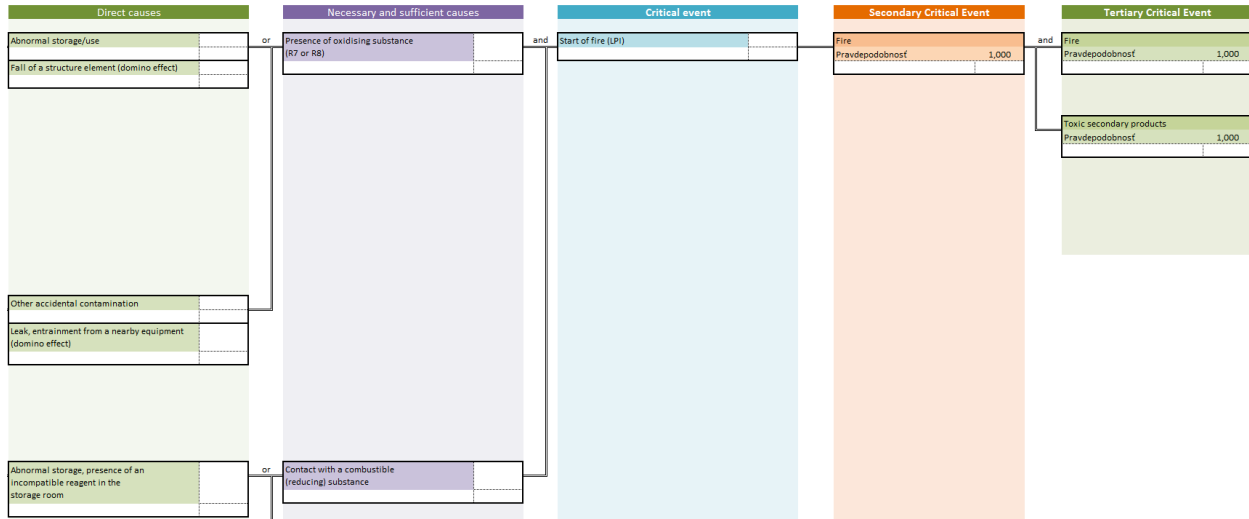 Direct causes
Necessary and sufficient causes
Critical event
Secondary Critical Event
Tertiary Critical Event
Abnormal storage/use
Fall of a structure element (domino effect)
or
Presence of oxidising substance
(R7 or R8)
and
Start of fire (LPI)
Fire
Pravdepodobnosť 1,000
and
Fire
Pravdepodobnosť 1,000
Toxic secondary products
Pravdepodobnosť 1,000
Other accidental contamination
Leak, entrainment from a nearby equipment
(domino effect)
Abnormal storage, presence of an
incompatible reagent in the
storage room
or
Contact with a combustible
(reducing) substance